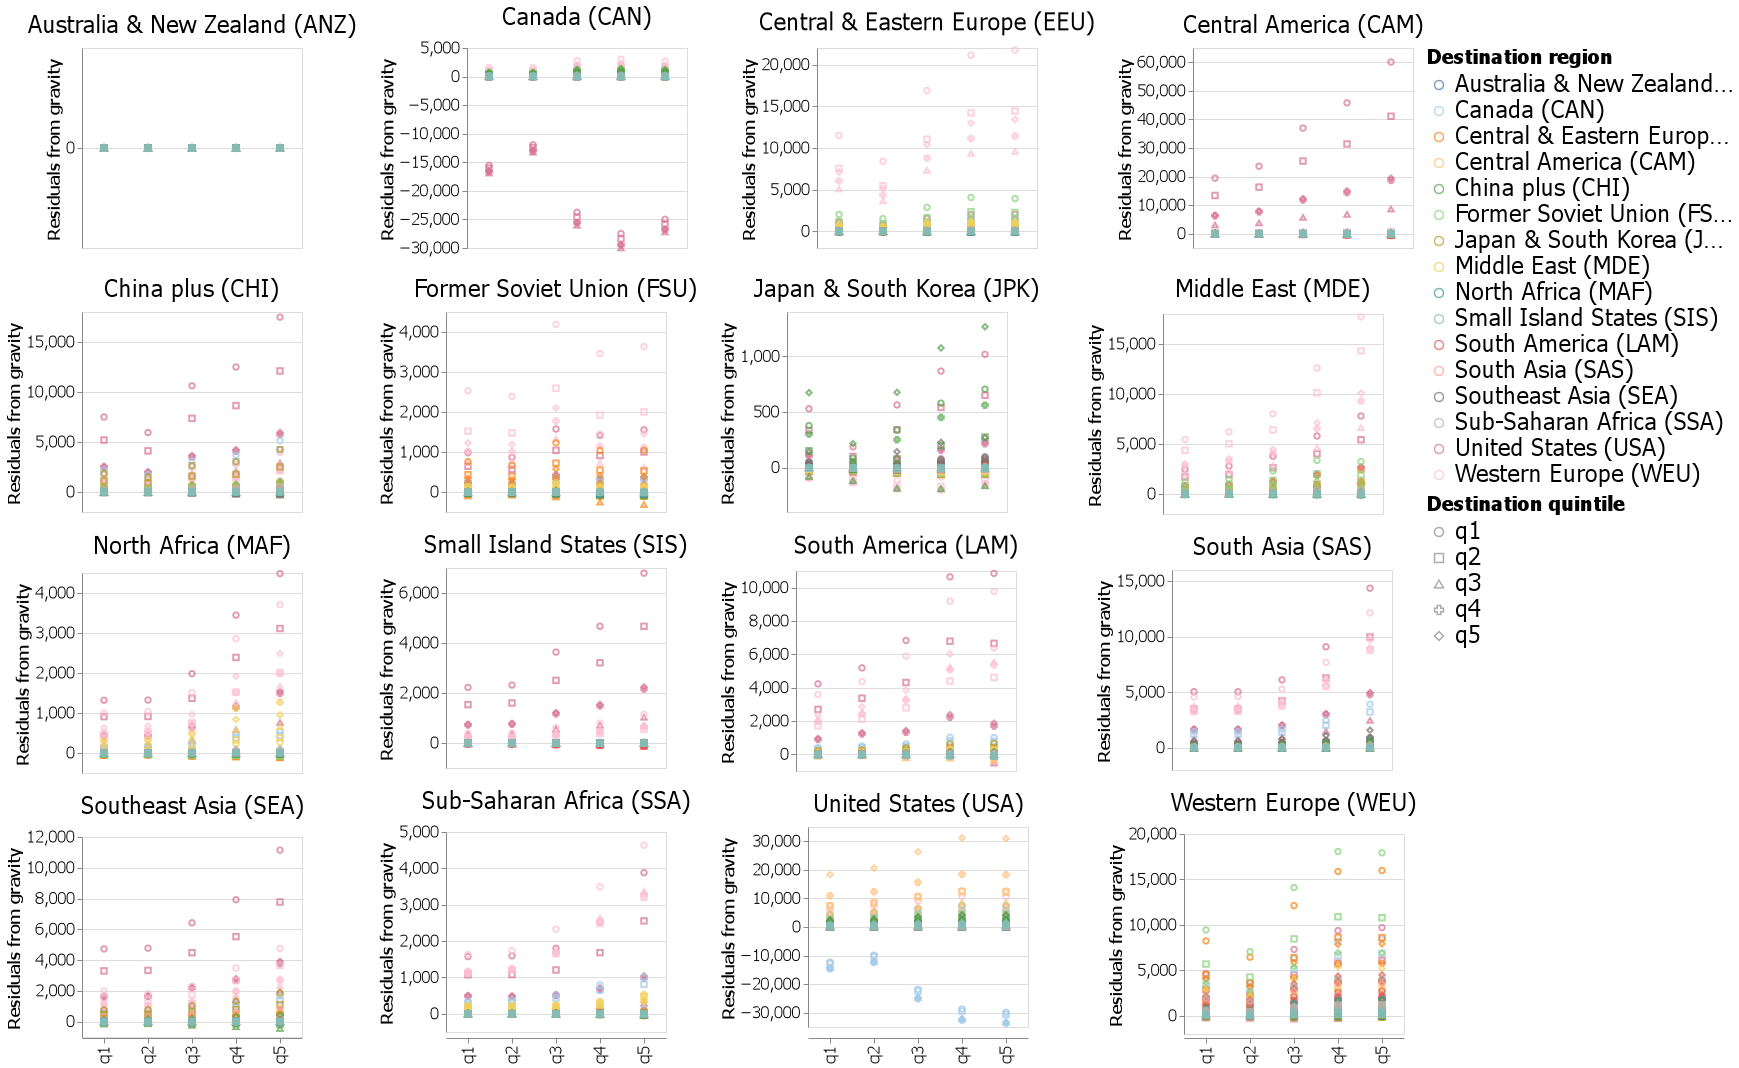 Australia & New Zealand (ANZ)
Residuals from gravity
0
Canada (CAN)
Residuals from gravity
5,000
0
−5,000
−10,000
−15,000
−20,000
−25,000
−30,000
Central & Eastern Europe (EEU)
Residuals from gravity
20,000
15,000
10,000
5,000
0
Central America (CAM)
Residuals from gravity
60,000
50,000
40,000
30,000
20,000
10,000
0
China plus (CHI)
Residuals from gravity
15,000
10,000
5,000
0
Former Soviet Union (FSU)
Residuals from gravity
4,000
3,000
2,000
1,000
0
Japan & South Korea (JPK)
Residuals from gravity
1,000
500
0
Middle East (MDE)
Residuals from gravity
15,000
10,000
5,000
0
North Africa (MAF)
Residuals from gravity
4,000
3,000
2,000
1,000
0
Small Island States (SIS)
Residuals from gravity
6,000
4,000
2,000
0
South America (LAM)
Residuals from gravity
10,000
8,000
6,000
4,000
2,000
0
South Asia (SAS)
Residuals from gravity
15,000
10,000
5,000
0
Southeast Asia (SEA)
Residuals from gravity
12,000
10,000
8,000
6,000
4,000
2,000
0
q1
q2
q3
q4
q5
Sub-Saharan Africa (SSA)
Residuals from gravity
5,000
4,000
3,000
2,000
1,000
0
q1
q2
q3
q4
q5
United States (USA)
Residuals from gravity
30,000
20,000
10,000
0
−10,000
−20,000
−30,000
q1
q2
q3
q4
q5
Western Europe (WEU)
Residuals from gravity
20,000
15,000
10,000
5,000
0
q1
q2
q3
q4
q5
Destination region
Australia & New Zealand…
Canada (CAN)
Central & Eastern Europ…
Central America (CAM)
China plus (CHI)
Former Soviet Union (FS…
Japan & South Korea (J…
Middle East (MDE)
North Africa (MAF)
Small Island States (SIS)
South America (LAM)
South Asia (SAS)
Southeast Asia (SEA)
Sub-Saharan Africa (SSA)
United States (USA)
Western Europe (WEU)
Destination quintile
q1
q2
q3
q4
q5